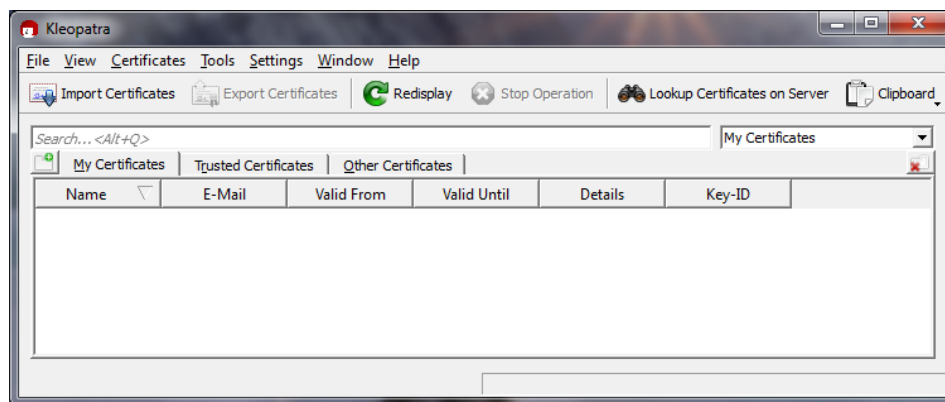 Kleopatra
File View Certificates Tools Settings Window Help
Import Certificates Export Certificates Redisplay Stop Operation Lookup Certificates on Server Clipboard
Search... <Alt+Q> My Certificates
My Certificates Trusted Certificates Other Certificates
Name E-Mail Valid From Valid Until Details Key-ID